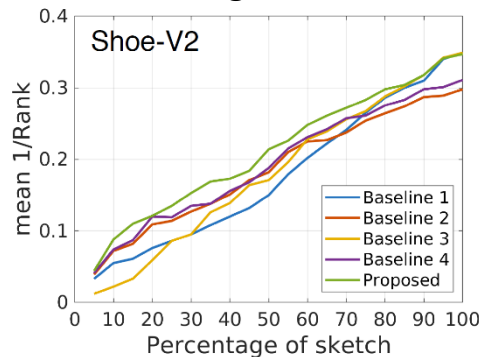 0.4
Shoe-V2
0.3
0.2
0.1
0
mean 1/Rank
Baseline 1
Baseline 2
Baseline 3
Baseline 4
Proposed
0 10 20 30 40 50 60 70 80 90 100
Percentage of sketch